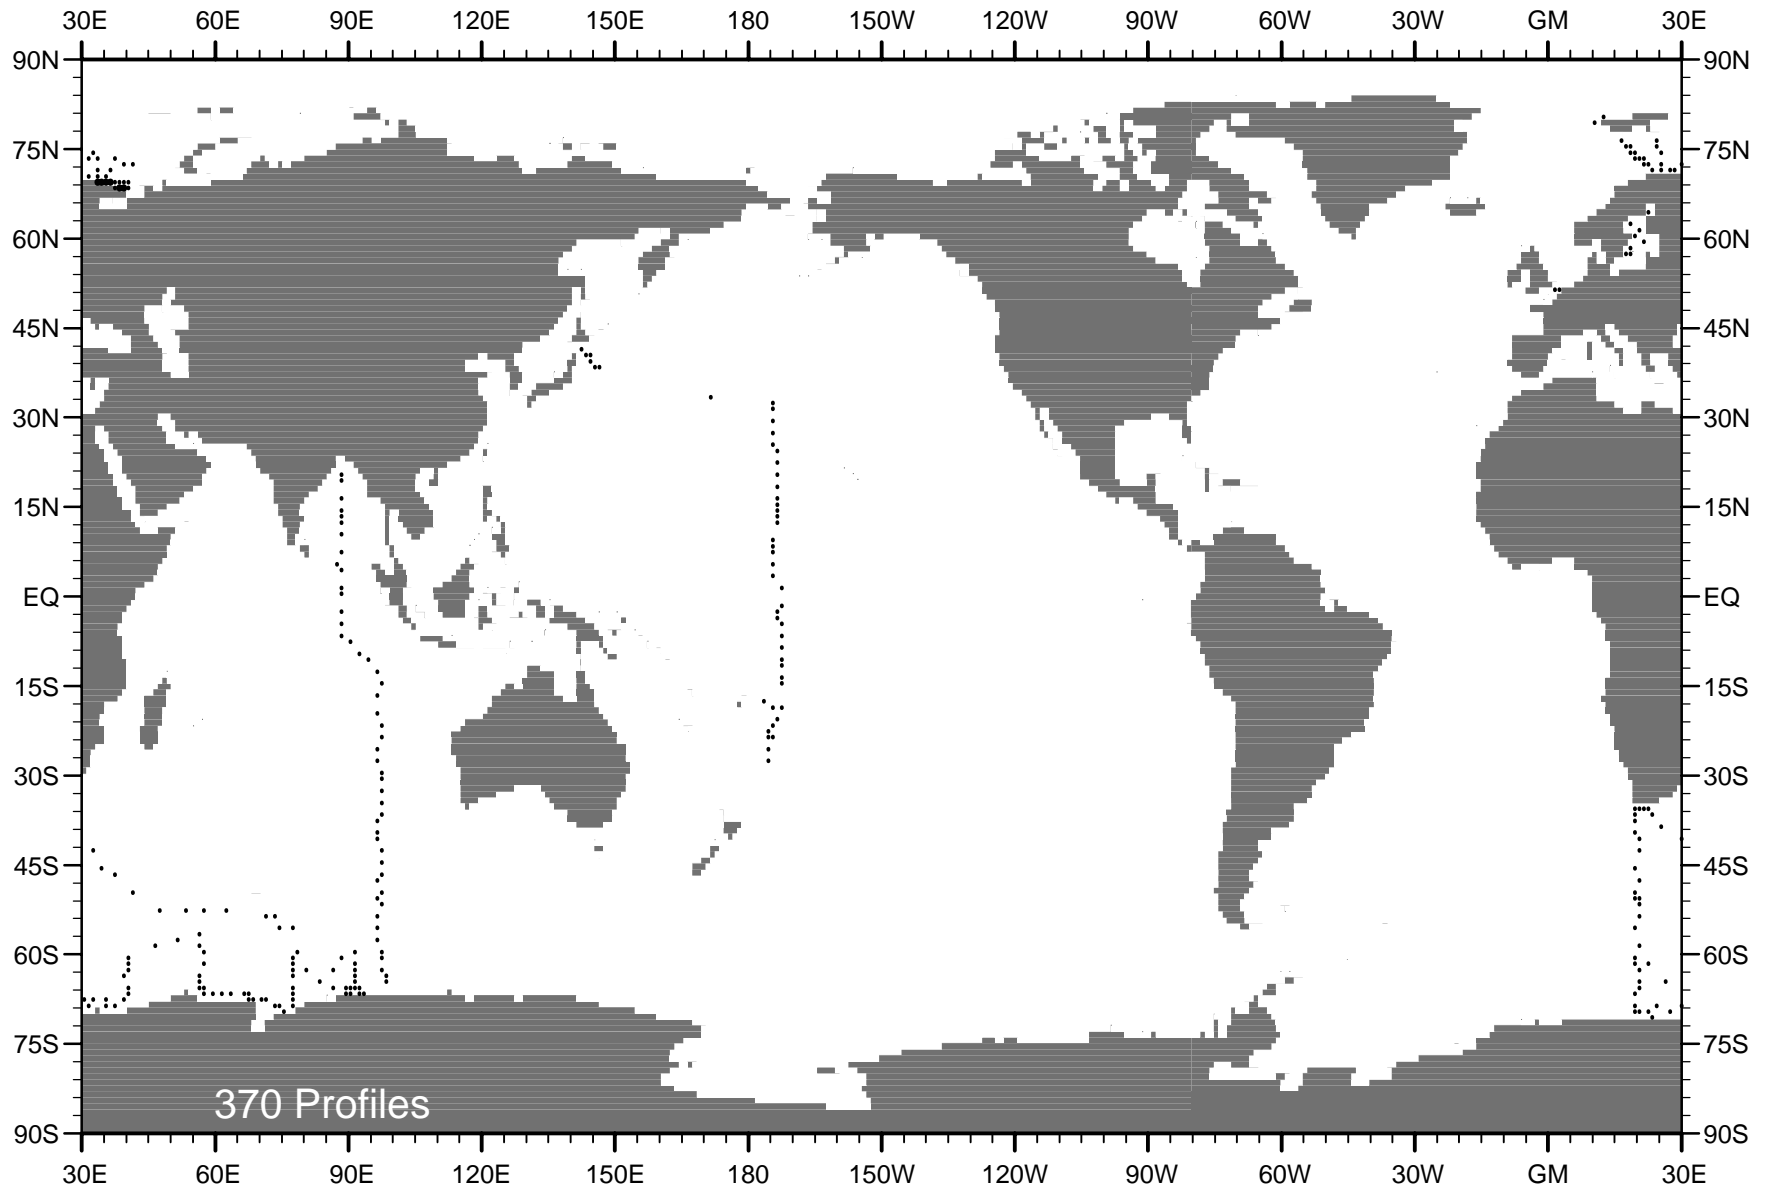 30E 60E 90E 120E 150E 180 150W 120W 90W 60W 30W GM 30E
90N 90N
75N 75N
60N 60N
45N 45N
30N 30N
15N 15N
EQ EQ
15S 15S
30S 30S
45S 45S
60S 60S
75S 75S
370 Profiles
90S 90S
30E 60E 90E 120E 150E 180 150W 120W 90W 60W 30W GM 30E